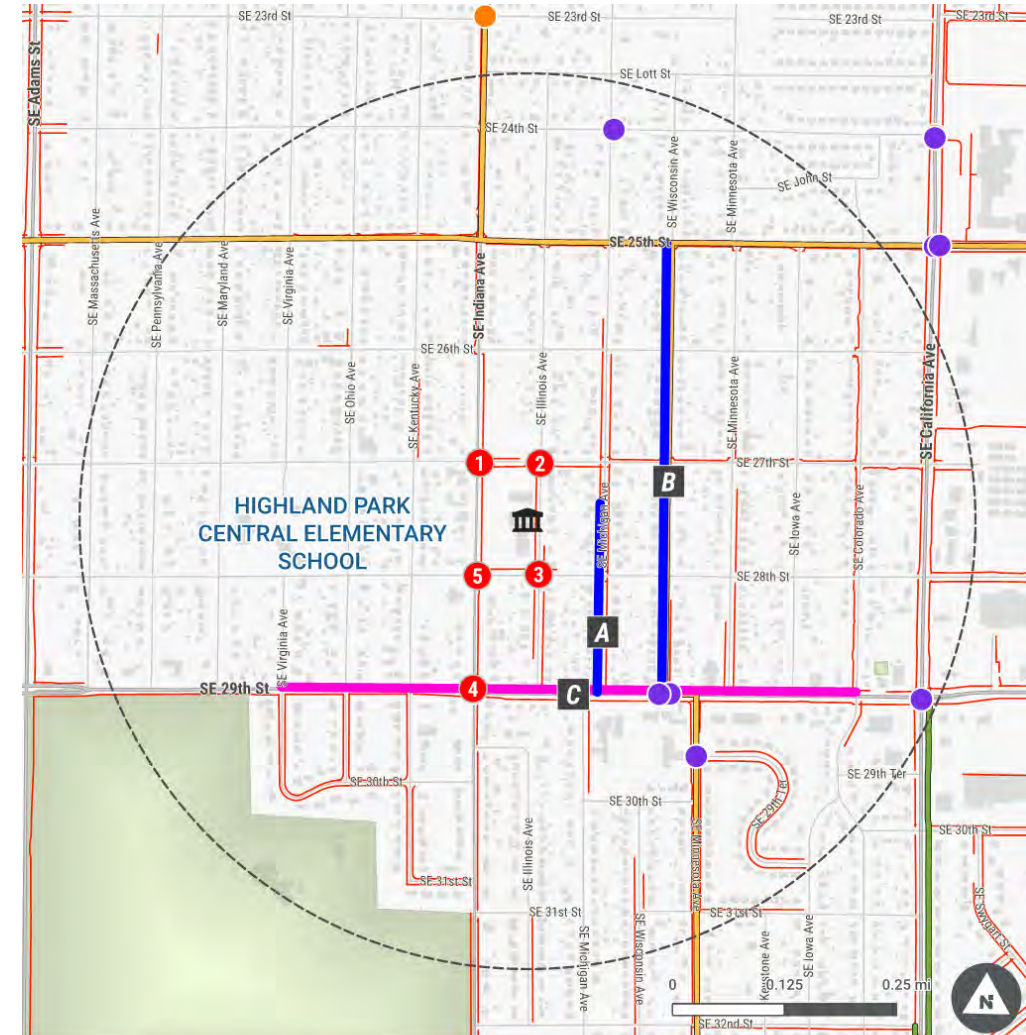 SE 23rd St
SE 23rd St
SE 23rd St
SE 23rd St
SE Adams St
SE Lott St
SE 24th St
SE Wisconsin Ave
SE Minnesota Ave
SE John St
SE Massachusetts Ave
SE Pennsylvania Ave
SE Maryland Ave
SE Virginia Ave
SE Indiana Ave
SE 25th St
SE 26th St
SE Ohio Ave
SE Kentucky Ave
SE Illinois Ave
SE Minnesota Ave
SE California Ave
1
2
SE 27th St
B
HIGHLAND PARK
CENTRAL ELEMENTARY
SCHOOL
SE Michigan Ave
SE Iowa Ave
SE Colorado Ave
5
3
SE 28th St
A
SE Virginia Ave
SE 29th St
4
C
SE 30th St
SE 29th Ter
SE 29th Ter
SE 30th St
SE 30th St
SE Illinois Ave
SE Minnesota Ave
SE 31st St
SE 31st St
SE 31st St
SE Michigan Ave
SE Wisconsin Ave
Keystone Ave
SE Iowa Ave
SE Swygart St
0
0.125
0.25 mi
N
SE 32nd St